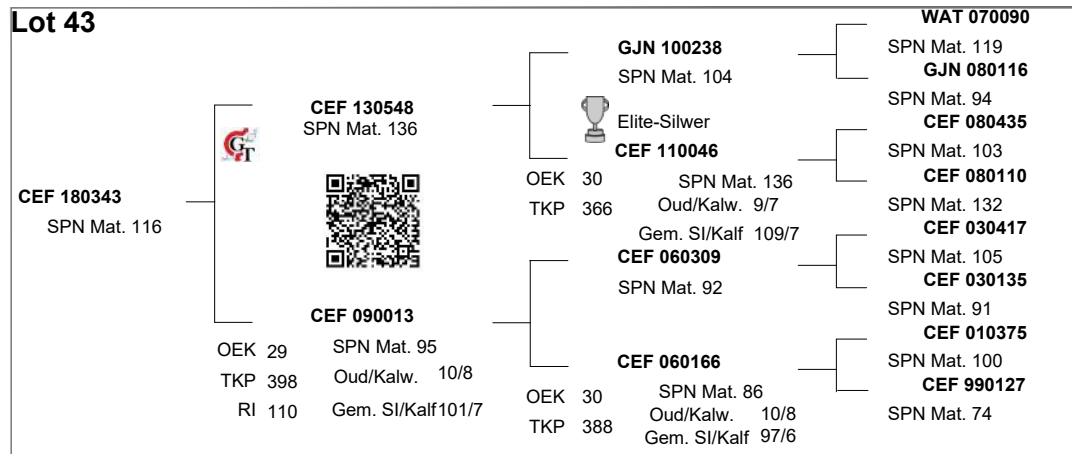 Lot 43
CEF 180343
SPN Mat. 116
GT
CEF 130548
SPN Mat. 136
CEF 090013
OEK 29
SPN Mat. 95
TKP 398
Oud/Kalw. 10/8
RI 110
Gem. SI/Kalf 101/7
GJN 100238
SPN Mat. 104
Elite-Silwer
CEF 110046
OEK 30
SPN Mat. 136
TKP 366
Oud/Kalw. 9/7
Gem. SI/Kalf 109/7
CEF 060309
SPN Mat. 92
CEF 060166
OEK 30
SPN Mat. 86
TKP 388
Oud/Kalw. 10/8
Gem. SI/Kalf 97/6
WAT 070090
SPN Mat. 119
GJN 080116
SPN Mat. 94
CEF 080435
SPN Mat. 103
CEF 080110
SPN Mat. 132
CEF 030417
SPN Mat. 105
CEF 030135
SPN Mat. 91
CEF 010375
SPN Mat. 100
CEF 990127
SPN Mat. 74